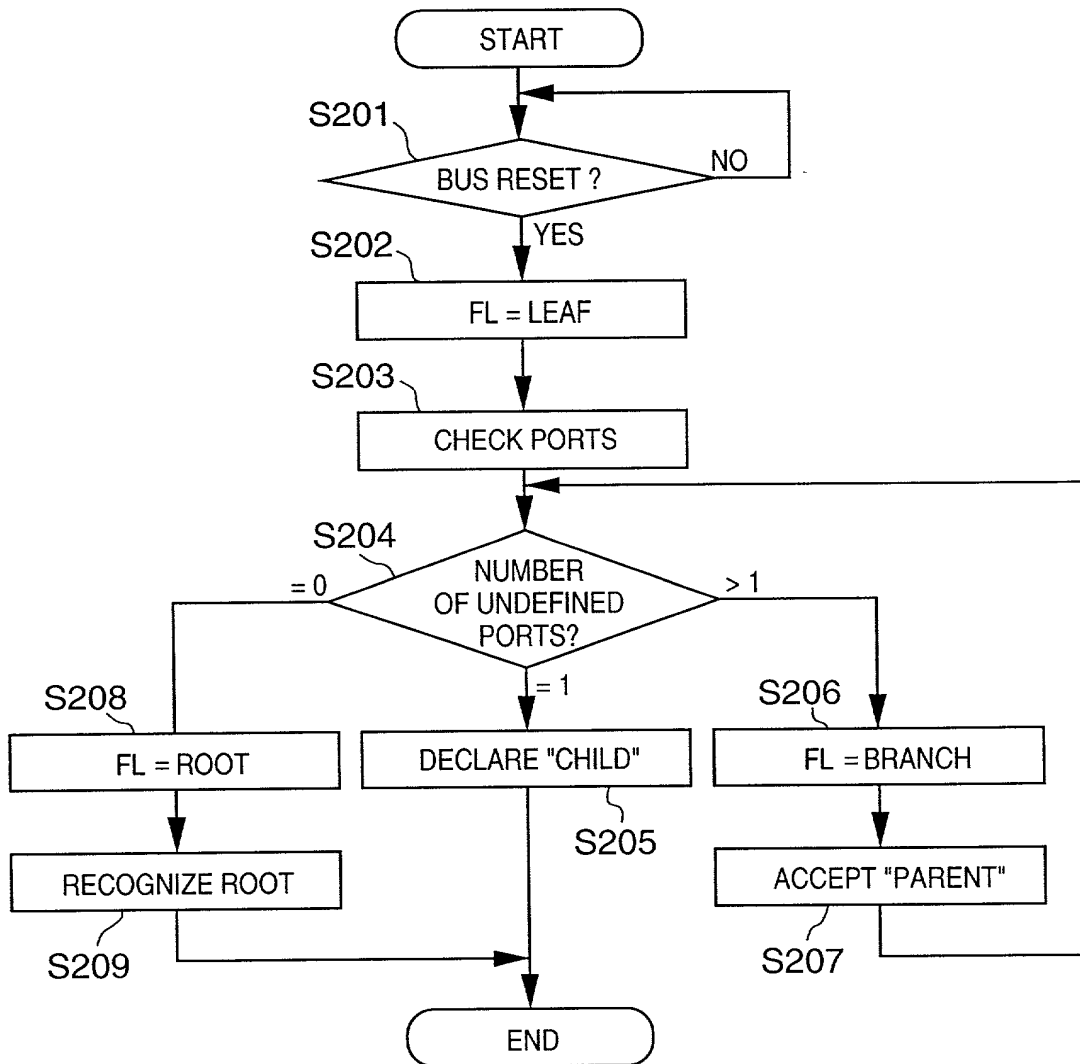 START
S201
BUS RESET ?
NO
YES
S202
FL = LEAF
S203
CHECK PORTS
S204
= 0
NUMBER
OF UNDEFINED
PORTS?
> 1
= 1
S208
S206
FL = ROOT
DECLARE "CHILD"
FL = BRANCH
S205
RECOGNIZE ROOT
ACCEPT "PARENT"
S209
S207
END